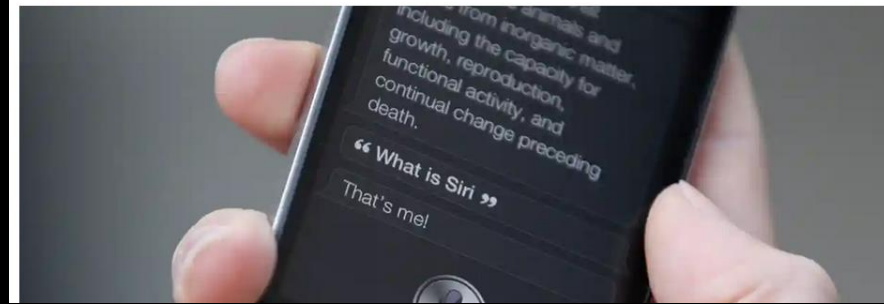 animals and
from inorganic matter,
including the capacity for
growth, reproduction,
functional activity, and
continual change preceding
death.
“ What is Siri ”
That's me!